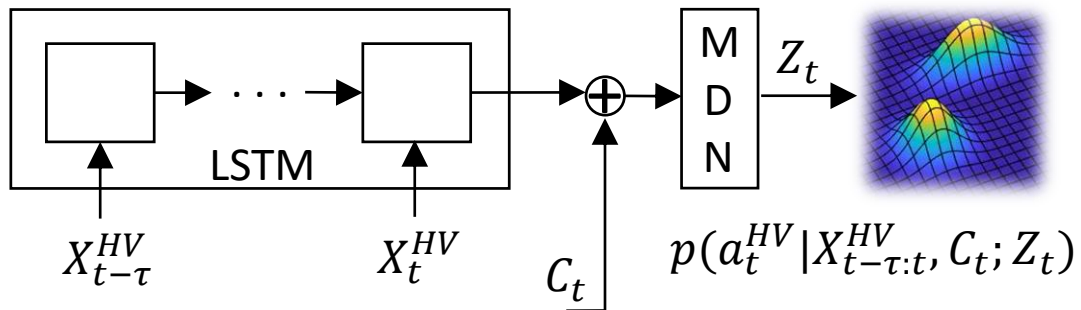 M
D
N
Z_t
. . .
LSTM
X_{t-τ}^{HV}
X_t^{HV}
C_t
p(a_t^{HV}|X_{t-τ:t}^{HV}, C_t; Z_t)